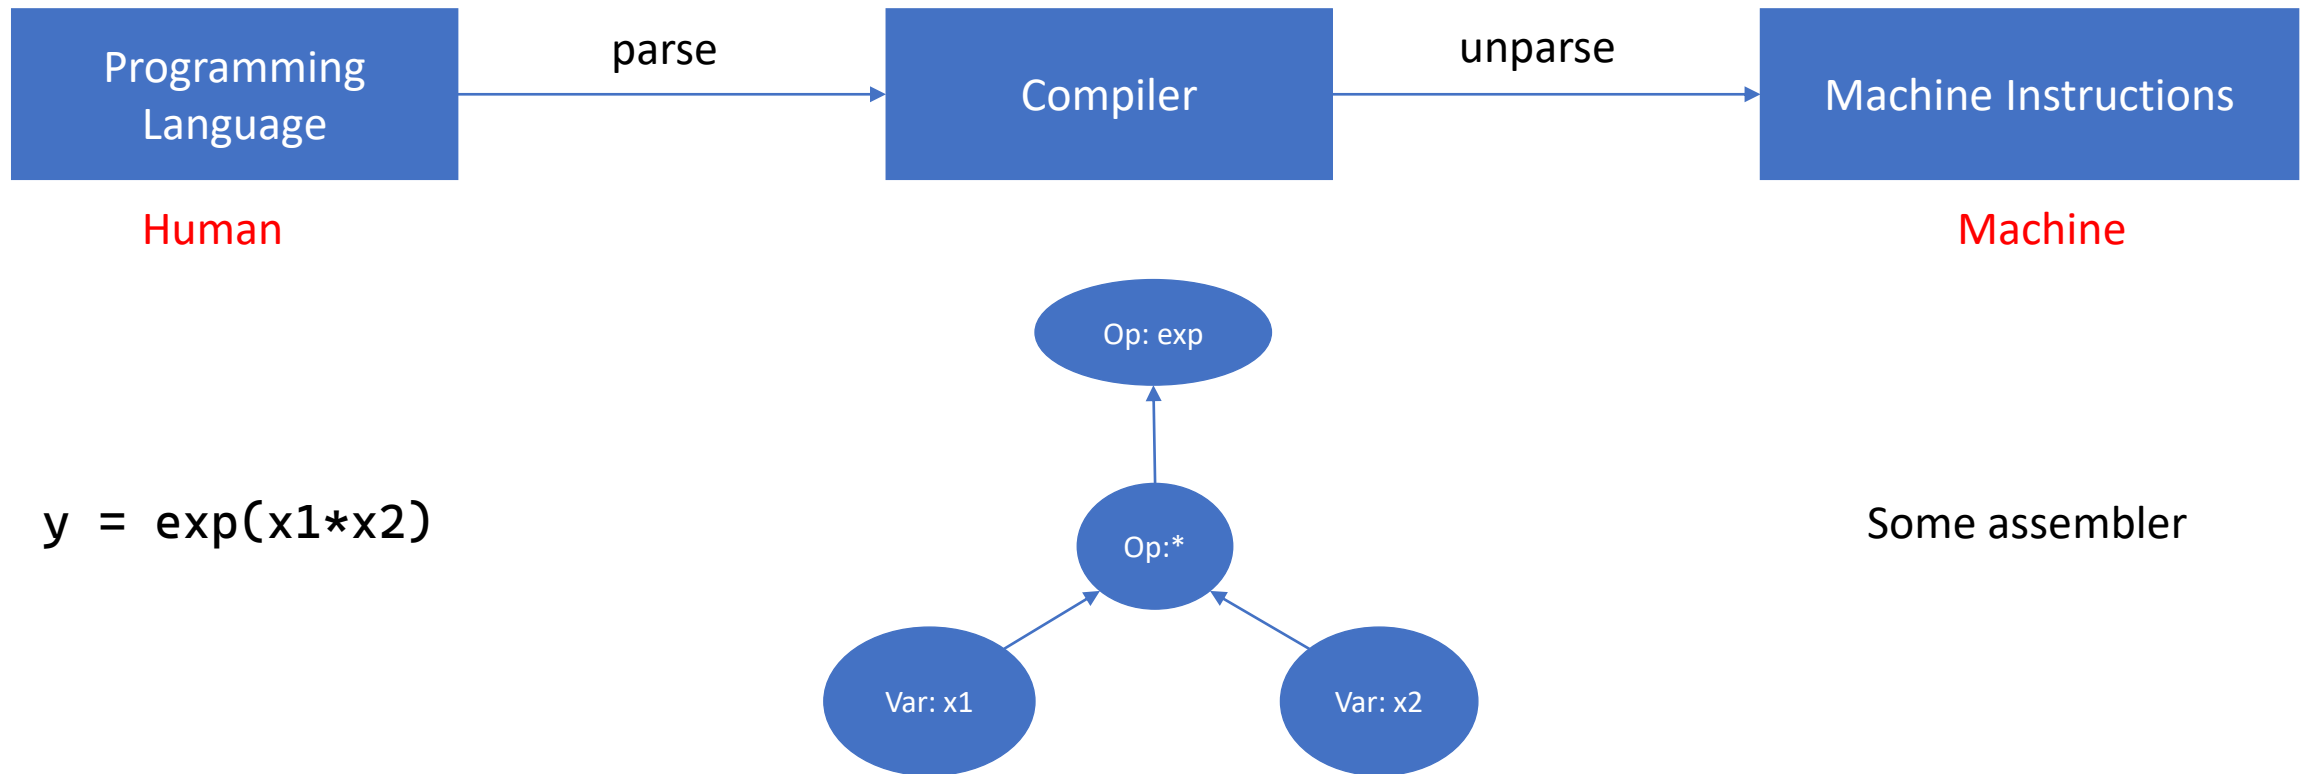 Programming
Language
parse
Compiler
unparse
Machine Instructions
Human
Machine
Op: exp
y = exp(x1*x2)
Op:*
Some assembler
Var: x1
Var: x2